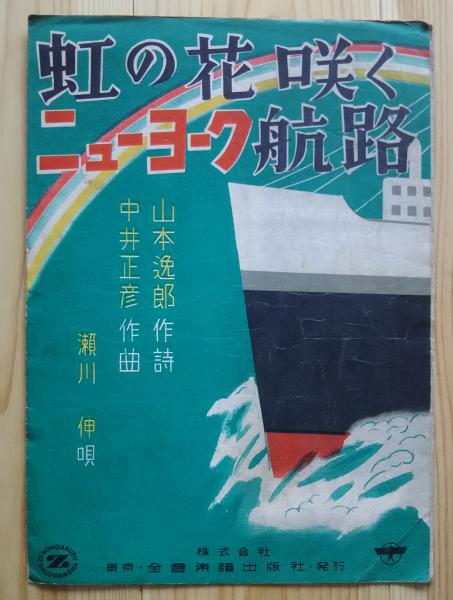 虹の花咲く
ニューヨーク航路
山本逸郎作詩
中井正彦作曲
瀬川伸唄
株式会社
東京・全音楽譜出版社・発行
ZENONGAKUFU
SHUPPANSHA
Z